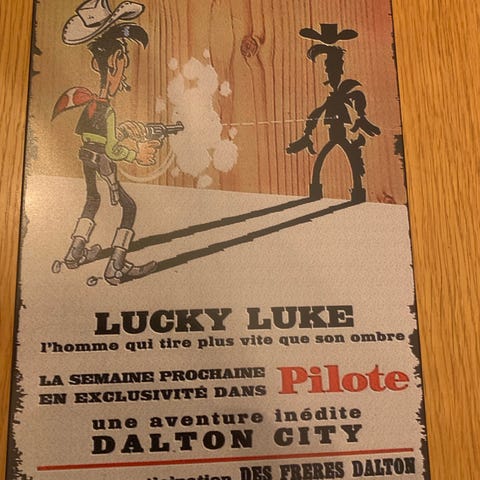 LUCKY LUKE
l'homme qui tire plus vite que son ombre
LA SEMAINE PROCHAINE
EN EXCLUSIVITÉ DANS Pilote
une aventure inédite
DALTON CITY
DES FRERES DALTON